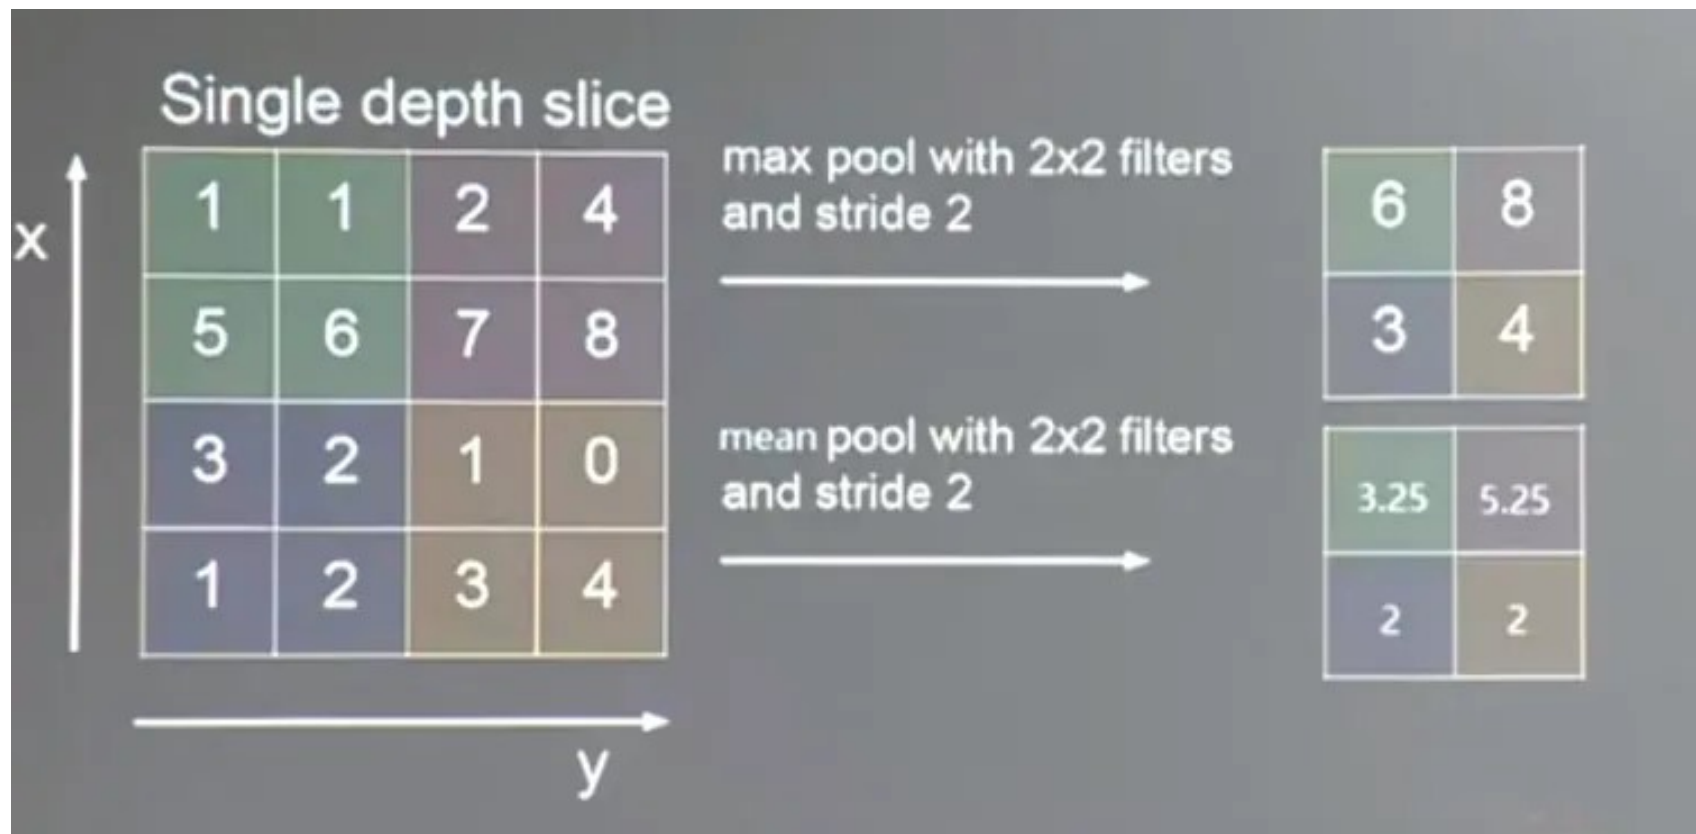 Single depth slice
x
1 1 2 4
5 6 7 8
3 2 1 0
1 2 3 4
y
max pool with 2x2 filters
and stride 2
6 8
3 4
mean pool with 2x2 filters
and stride 2
3.25 5.25
2 2